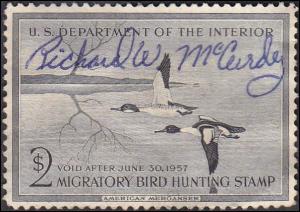 U.S. DEPARTMENT OF THE INTERIOR
Richard W McCurdy
VOID AFTER JUNE 30, 1957
$2 MIGRATORY BIRD HUNTING STAMP
AMERICAN MERGANSER